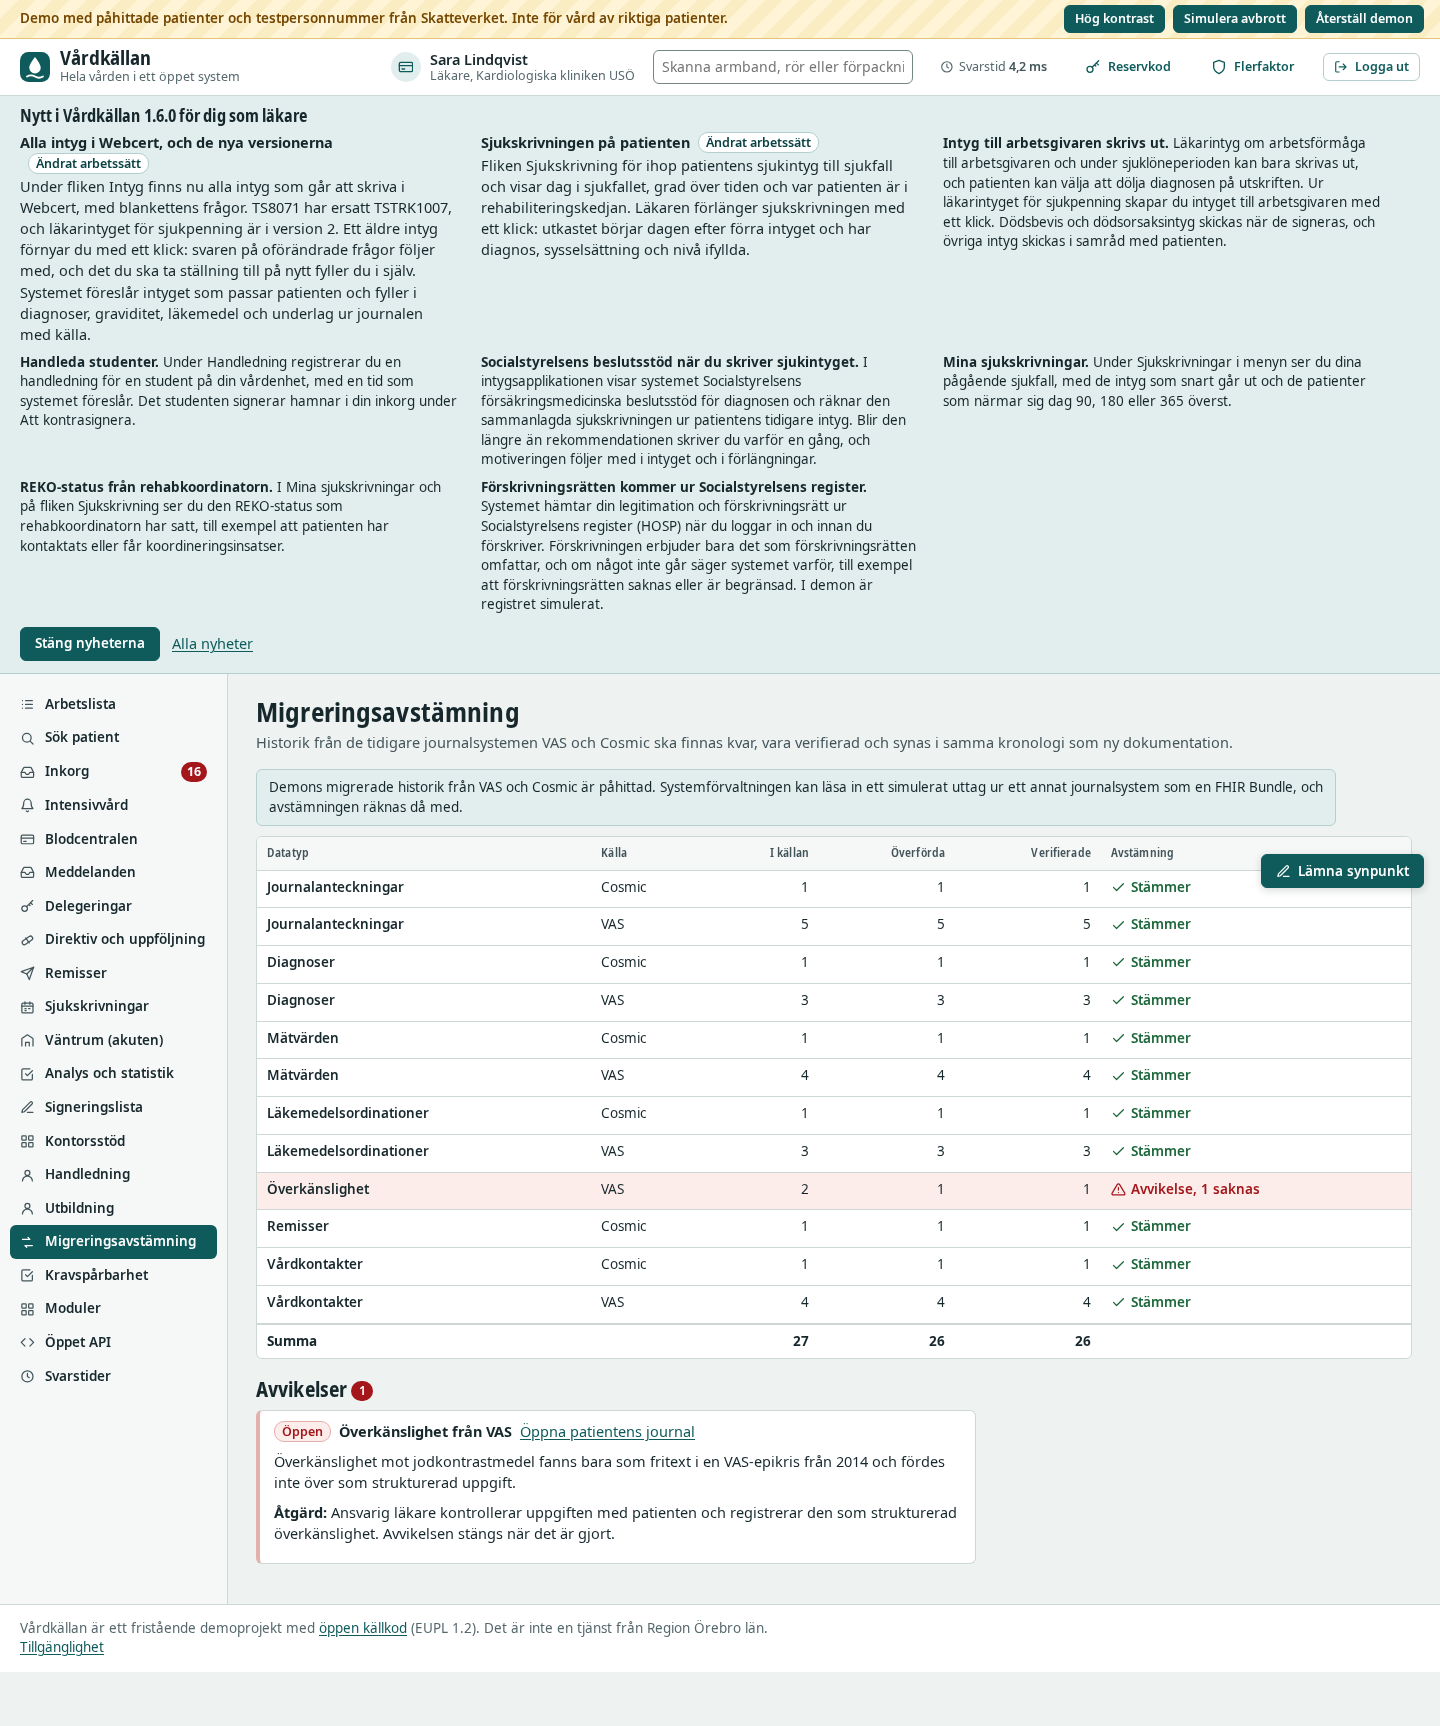 Demo med påhittade patienter och testpersonnummer från Skatteverket. Inte för vård av riktiga patienter.
Hög kontrast
Simulera avbrott
Återställ demon
Vårdkällan
Hela vården i ett öppet system
Sara Lindqvist
Läkare, Kardiologiska kliniken USÖ
Skanna armband, rör eller förpackni
Svarstid 4,2 ms
Reservkod
Flerfaktor
Logga ut
Nytt i Vårdkällan 1.6.0 för dig som läkare
Alla intyg i Webcert, och de nya versionerna
Ändrat arbetssätt
Under fliken Intyg finns nu alla intyg som går att skriva i
Webcert, med blankettens frågor. TS8071 har ersatt TSTRK1007,
och läkarintyget för sjukpenning är i version 2. Ett äldre intyg
förnyar du med ett klick: svaren på oförändrade frågor följer
med, och det du ska ta ställning till på nytt fyller du i själv.
Systemet föreslår intyget som passar patienten och fyller i
diagnoser, graviditet, läkemedel och underlag ur journalen
med källa.
Sjukskrivningen på patienten Ändrat arbetssätt
Fliken Sjukskrivning för ihop patientens sjukintyg till sjukfall
och visar dag i sjukfallet, grad över tiden och var patienten är i
rehabiliteringskedjan. Läkaren förlänger sjukskrivningen med
ett klick: utkastet börjar dagen efter förra intyget och har
diagnos, sysselsättning och nivå ifyllda.
Intyg till arbetsgivaren skrivs ut. Läkarintyg om arbetsförmåga
till arbetsgivaren och under sjuklöneperioden kan bara skrivas ut,
och patienten kan välja att dölja diagnosen på utskriften. Ur
läkarintyget för sjukpenning skapar du intyget till arbetsgivaren med
ett klick. Dödsbevis och dödsorsaksintyg skickas när de signeras, och
övriga intyg skickas i samråd med patienten.
Handleda studenter. Under Handledning registrerar du en
handledning för en student på din vårdenhet, med en tid som
systemet föreslår. Det studenten signerar hamnar i din inkorg under
Att kontrasignera.
Socialstyrelsens beslutsstöd när du skriver sjukintyget. I
intygsapplikationen visar systemet Socialstyrelsens
försäkringsmedicinska beslutsstöd för diagnosen och räknar den
sammanlagda sjukskrivningen ur patientens tidigare intyg. Blir den
längre än rekommendationen skriver du varför en gång, och
motiveringen följer med i intyget och i förlängningar.
Mina sjukskrivningar. Under Sjukskrivningar i menyn ser du dina
pågående sjukfall, med de intyg som snart går ut och de patienter
som närmar sig dag 90, 180 eller 365 överst.
REKO-status från rehabkoordinatorn. I Mina sjukskrivningar och
på fliken Sjukskrivning ser du den REKO-status som
rehabkoordinatorn har satt, till exempel att patienten har
kontaktats eller får koordineringsinsatser.
Förskrivningsrätten kommer ur Socialstyrelsens register.
Systemet hämtar din legitimation och förskrivningsrätt ur
Socialstyrelsens register (HOSP) när du loggar in och innan du
förskriver. Förskrivningen erbjuder bara det som förskrivningsrätten
omfattar, och om något inte går säger systemet varför, till exempel
att förskrivningsrätten saknas eller är begränsad. I demon är
registret simulerat.
Stäng nyheterna
Alla nyheter
Arbetslista
Sök patient
Inkorg 16
Intensivvård
Blodcentralen
Meddelanden
Delegeringar
Direktiv och uppföljning
Remisser
Sjukskrivningar
Väntrum (akuten)
Analys och statistik
Signeringslista
Kontorsstöd
Handledning
Utbildning
Migreringsavstämning
Kravspårbarhet
Moduler
Öppet API
Svarstider
Migreringsavstämning
Historik från de tidigare journalsystemen VAS och Cosmic ska finnas kvar, vara verifierad och synas i samma kronologi som ny dokumentation.
Demons migrerade historik från VAS och Cosmic är påhittad. Systemförvaltningen kan läsa in ett simulerat uttag ur ett annat journalsystem som en FHIR Bundle, och
avstämningen räknas då med.
Datatyp Källa I källan Överförda Verifierade Avstämning
Lämna synpunkt
Journalanteckningar Cosmic 1 1 1 Stämmer
Journalanteckningar VAS 5 5 5 Stämmer
Diagnoser Cosmic 1 1 1 Stämmer
Diagnoser VAS 3 3 3 Stämmer
Mätvärden Cosmic 1 1 1 Stämmer
Mätvärden VAS 4 4 4 Stämmer
Läkemedelsordinationer Cosmic 1 1 1 Stämmer
Läkemedelsordinationer VAS 3 3 3 Stämmer
Överkänslighet VAS 2 1 1 Avvikelse, 1 saknas
Remisser Cosmic 1 1 1 Stämmer
Vårdkontakter Cosmic 1 1 1 Stämmer
Vårdkontakter VAS 4 4 4 Stämmer
Summa 27 26 26
Avvikelser 1
Öppen Överkänslighet från VAS Öppna patientens journal
Överkänslighet mot jodkontrastmedel fanns bara som fritext i en VAS-epikris från 2014 och fördes
inte över som strukturerad uppgift.
Åtgärd: Ansvarig läkare kontrollerar uppgiften med patienten och registrerar den som strukturerad
överkänslighet. Avvikelsen stängs när det är gjort.
Vårdkällan är ett fristående demoprojekt med öppen källkod (EUPL 1.2). Det är inte en tjänst från Region Örebro län.
Tillgänglighet